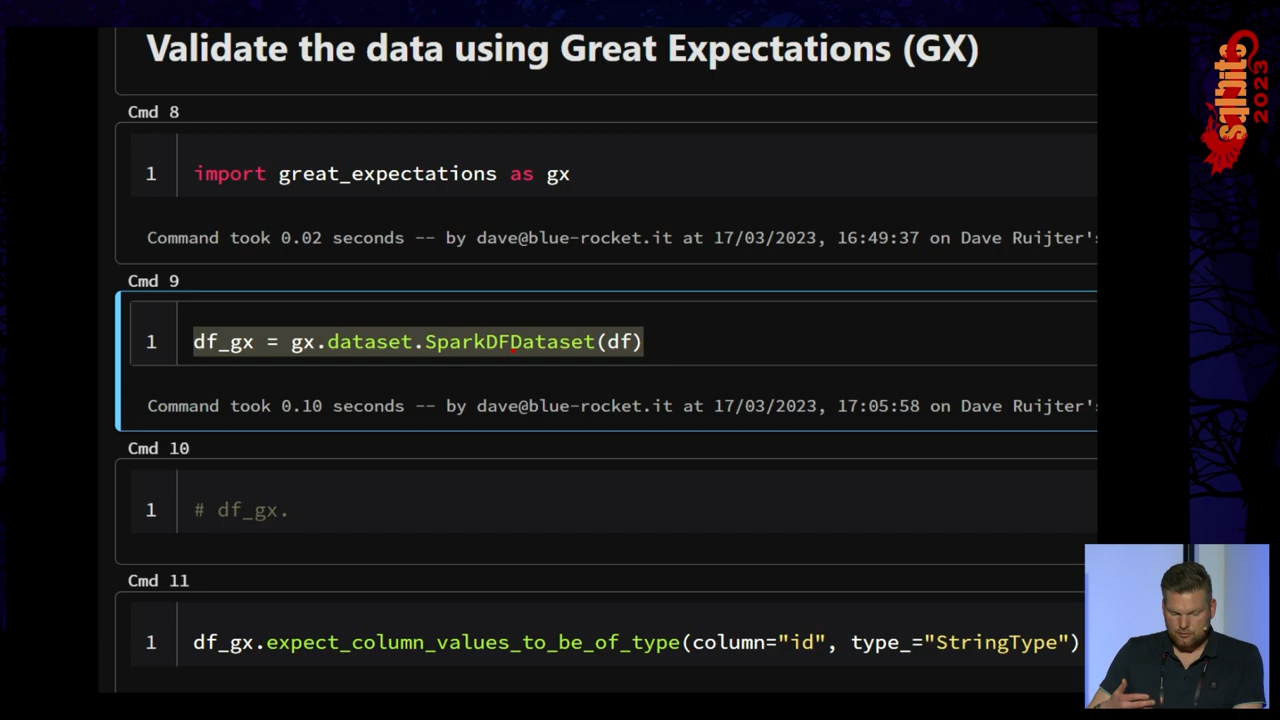 Validate the data using Great Expectations (GX)
Cmd 8
1 import great_expectations as gx
Command took 0.02 seconds -- by dave@blue-rocket.it at 17/03/2023, 16:49:37 on Dave Ruijter's
Cmd 9
1 df_gx = gx.dataset.SparkDFDataset(df)
Command took 0.10 seconds -- by dave@blue-rocket.it at 17/03/2023, 17:05:58 on Dave Ruijter's
Cmd 10
1 # df_gx.
Cmd 11
1 df_gx.expect_column_values_to_be_of_type(column="id", type_="StringType")
sqlbits
2023